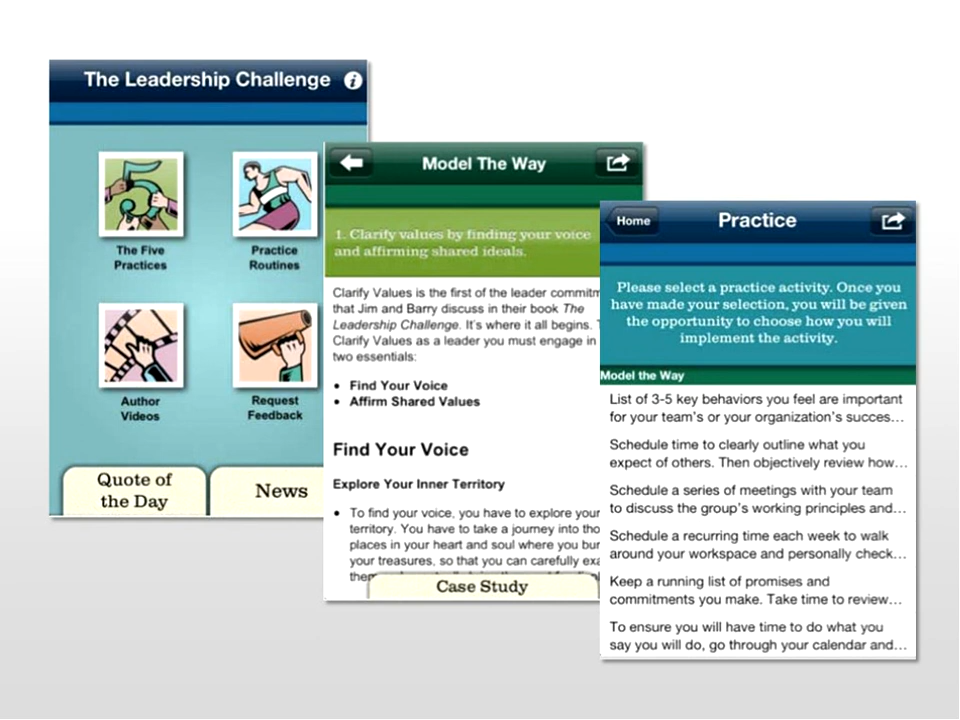 The Leadership Challenge
The Five
Practices
Practice
Routines
Author
Videos
Request
Feedback
Quote of
the Day
News
Model The Way
1. Clarify values by finding your voice
and affirming shared ideals.
Clarify Values is the first of the leader
that Jim and Barry discuss in their book The
Leadership Challenge. It's where it all begins.
Clarify Values as a leader you must engage in
two essentials:
• Find Your Voice
• Affirm Shared Values
Find Your Voice
Explore Your Inner Territory
• To find your voice, you have to explore your
territory. You have to take a journey into
places in your heart and soul where you
your treasures, so that you can carefully
Case Study
Home
Practice
Please select a practice activity. Once you
have made your selection, you will be given
the opportunity to choose how you will
implement the activity.
Model the Way
List of 3-5 key behaviors you feel are important
for your team's or your organization's succes...
Schedule time to clearly outline what you
expect of others. Then objectively review how...
Schedule a series of meetings with your team
to discuss the group's working principles and...
Schedule a recurring time each week to walk
around your workspace and personally check...
Keep a running list of promises and
commitments you make. Take time to review...
To ensure you will have time to do what you
say you will do, go through your calendar and...